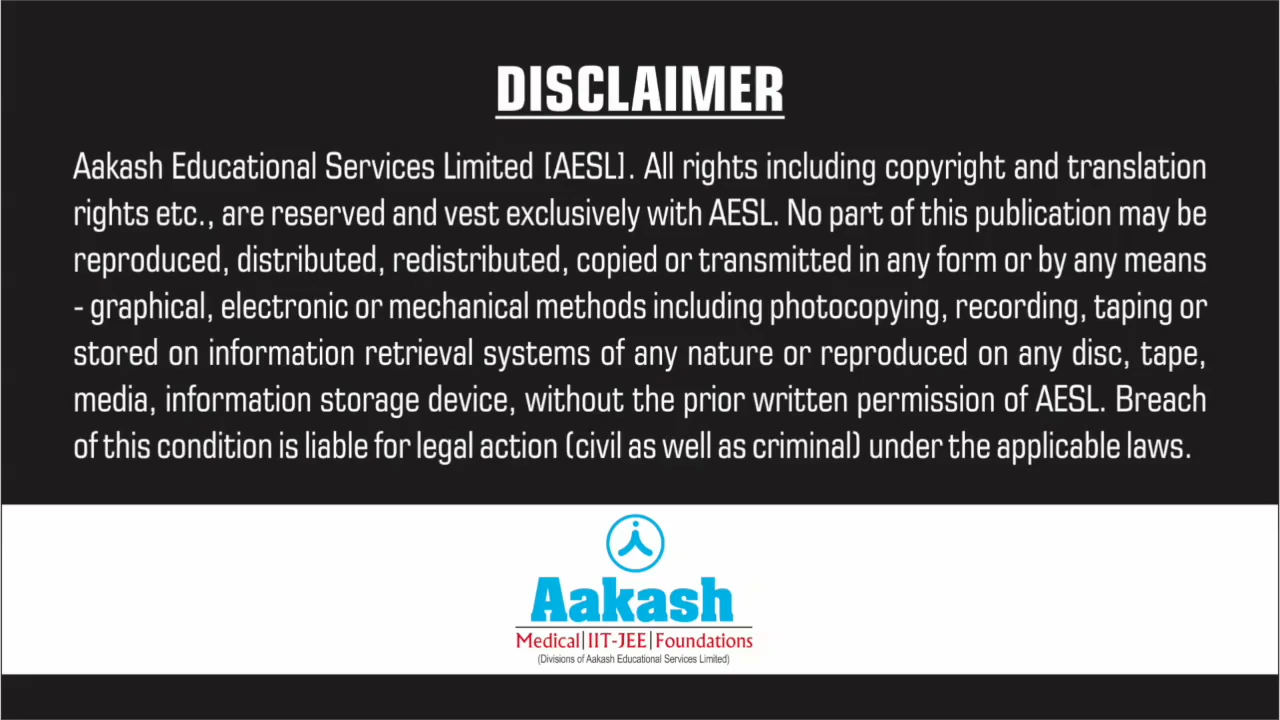 DISCLAIMER
Aakash Educational Services Limited [AESL]. All rights including copyright and translation
rights etc., are reserved and vest exclusively with AESL. No part of this publication may be
reproduced, distributed, redistributed, copied or transmitted in any form or by any means
- graphical, electronic or mechanical methods including photocopying, recording, taping or
stored on information retrieval systems of any nature or reproduced on any disc, tape,
media, information storage device, without the prior written permission of AESL. Breach
of this condition is liable for legal action (civil as well as criminal) under the applicable laws.
Aakash
Medical|IIT-JEE|Foundations
(Divisions of Aakash Educational Services Limited)